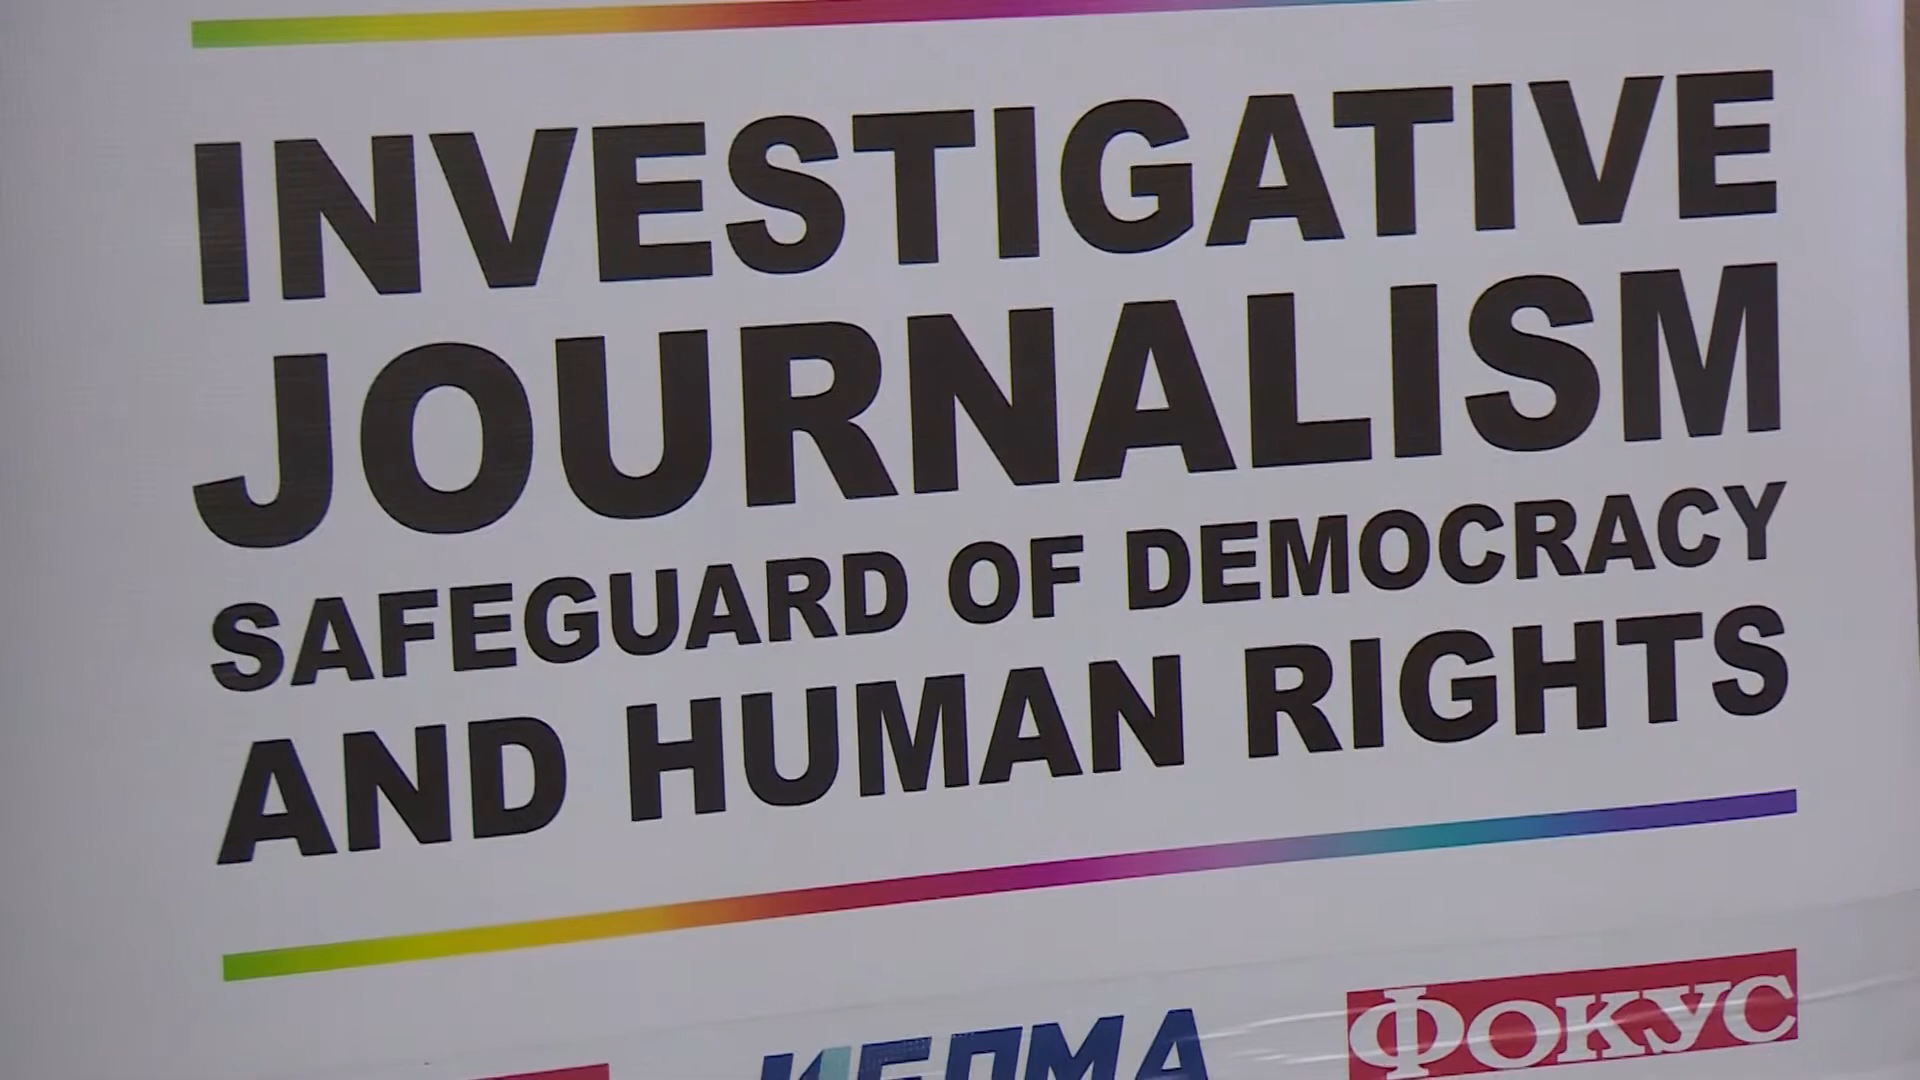 INVESTIGATIVE
JOURNALISM
SAFEGUARD OF DEMOCRACY
AND HUMAN RIGHTS
ФОКУС